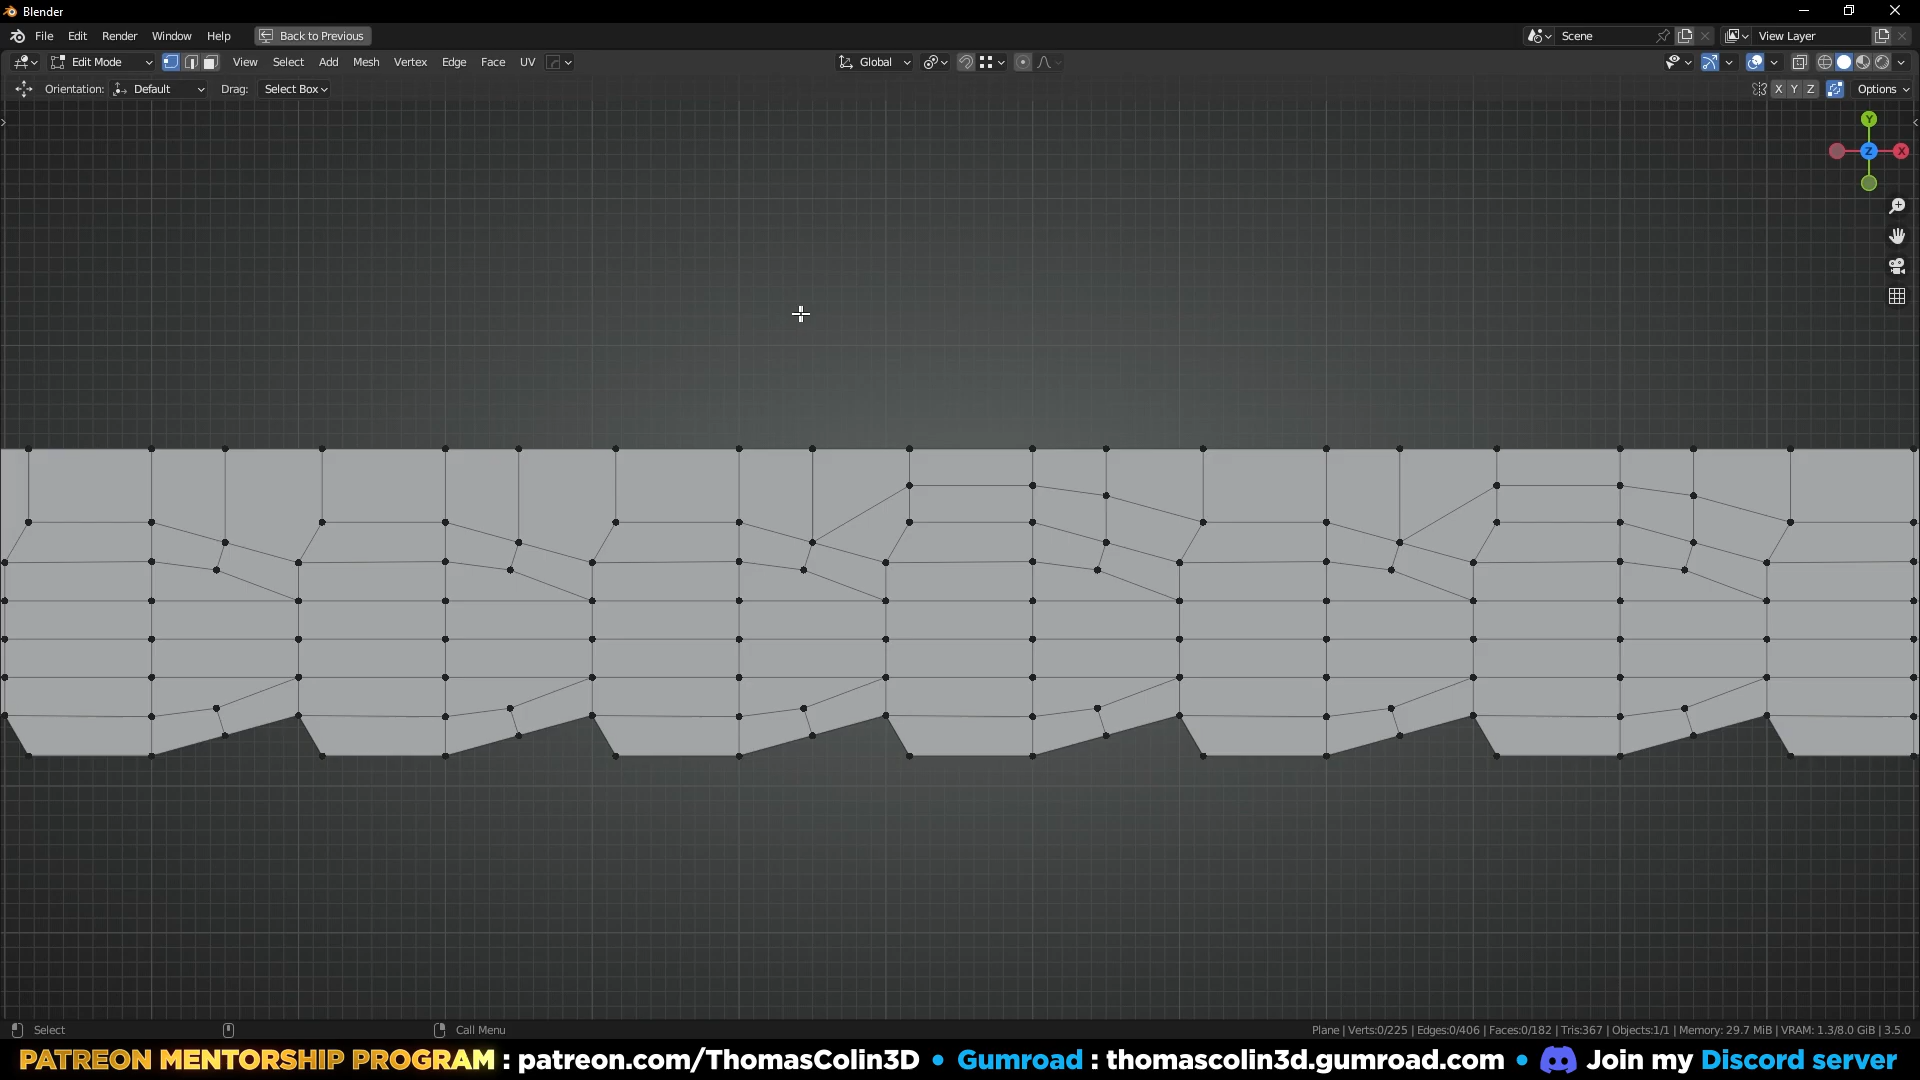 Blender
File Edit Render Window Help Back to Previous Scene View Layer
Edit Mode View Select Add Mesh Vertex Edge Face UV Global
Orientation: Default Drag: Select Box X Y Z Options
Y
Z X
Select Call Menu Plane | Verts:0/225 | Edges:0/406 | Faces:0/182 | Tris:367 | Objects:1/1 | Memory: 29.7 MiB | VRAM: 1.3/8.0 GiB | 3.5.0
PATREON MENTORSHIP PROGRAM : patreon.com/ThomasColin3D • Gumroad : thomascolin3d.gumroad.com • Join my Discord server